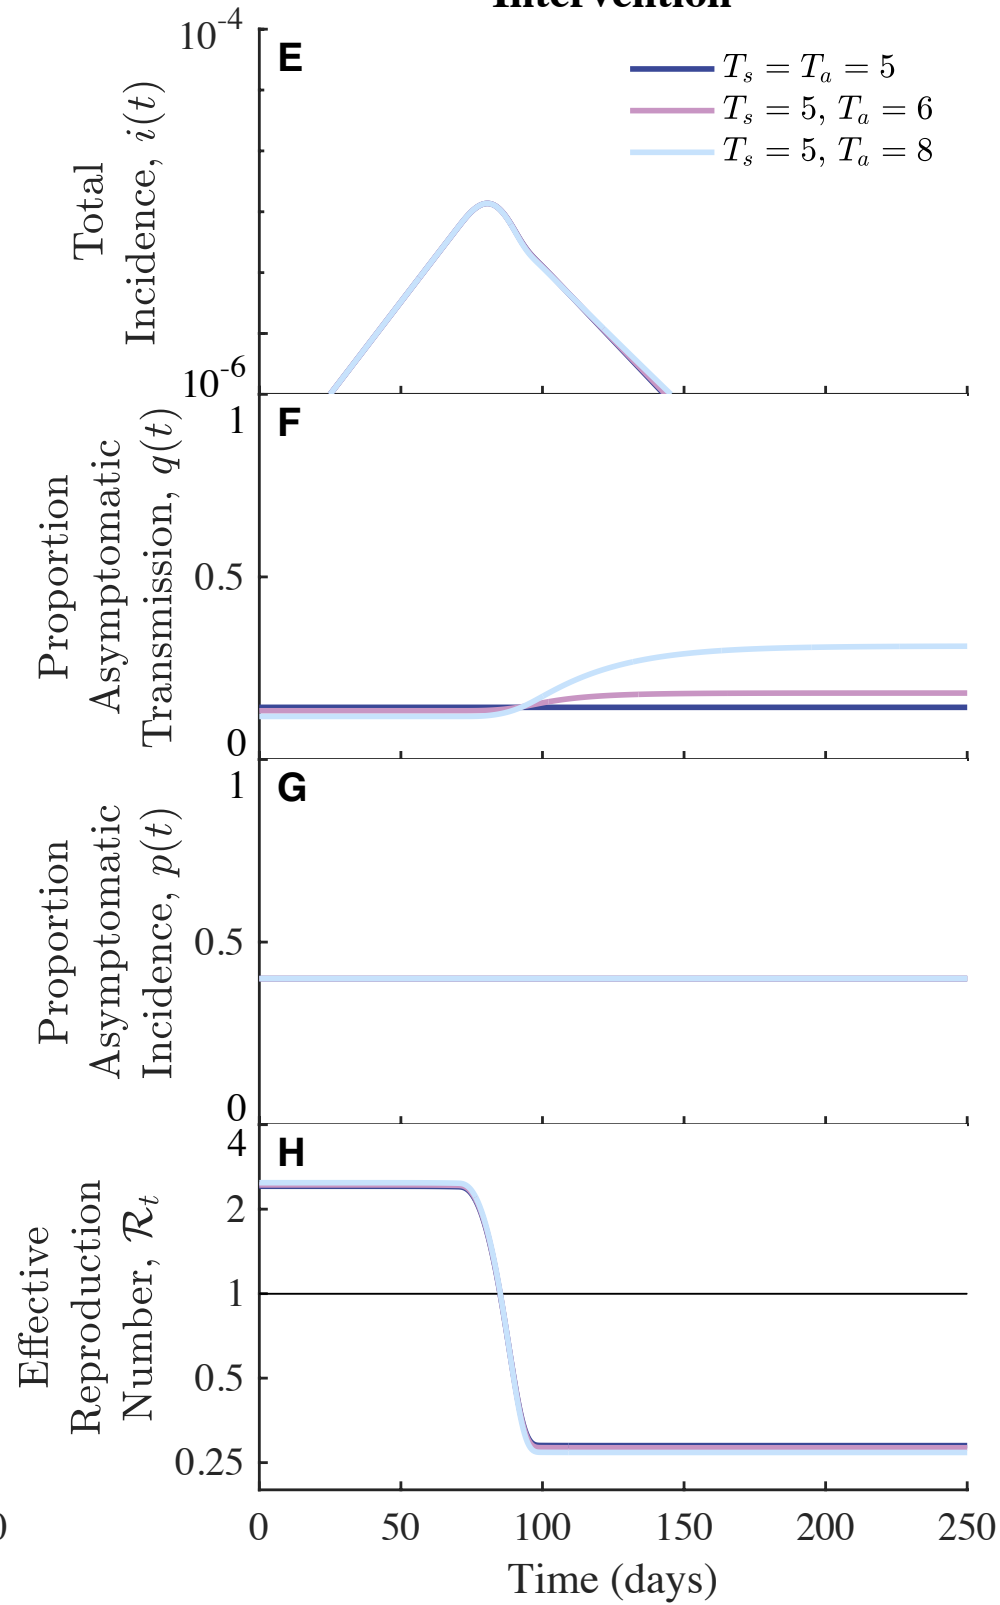 Intervention
10^-4
E
T_s = T_a = 5
T_s = 5, T_a = 6
T_s = 5, T_a = 8
Total
Incidence, i(t)
10^-6
1
F
Proportion
Asymptomatic
Transmission, q(t)
0.5
0
1
G
Proportion
Asymptomatic
Incidence, p(t)
0.5
0
4
H
Effective
Reproduction
Number, ℛ_t
2
1
0.5
0.25
0
0 50 100 150 200 250
Time (days)